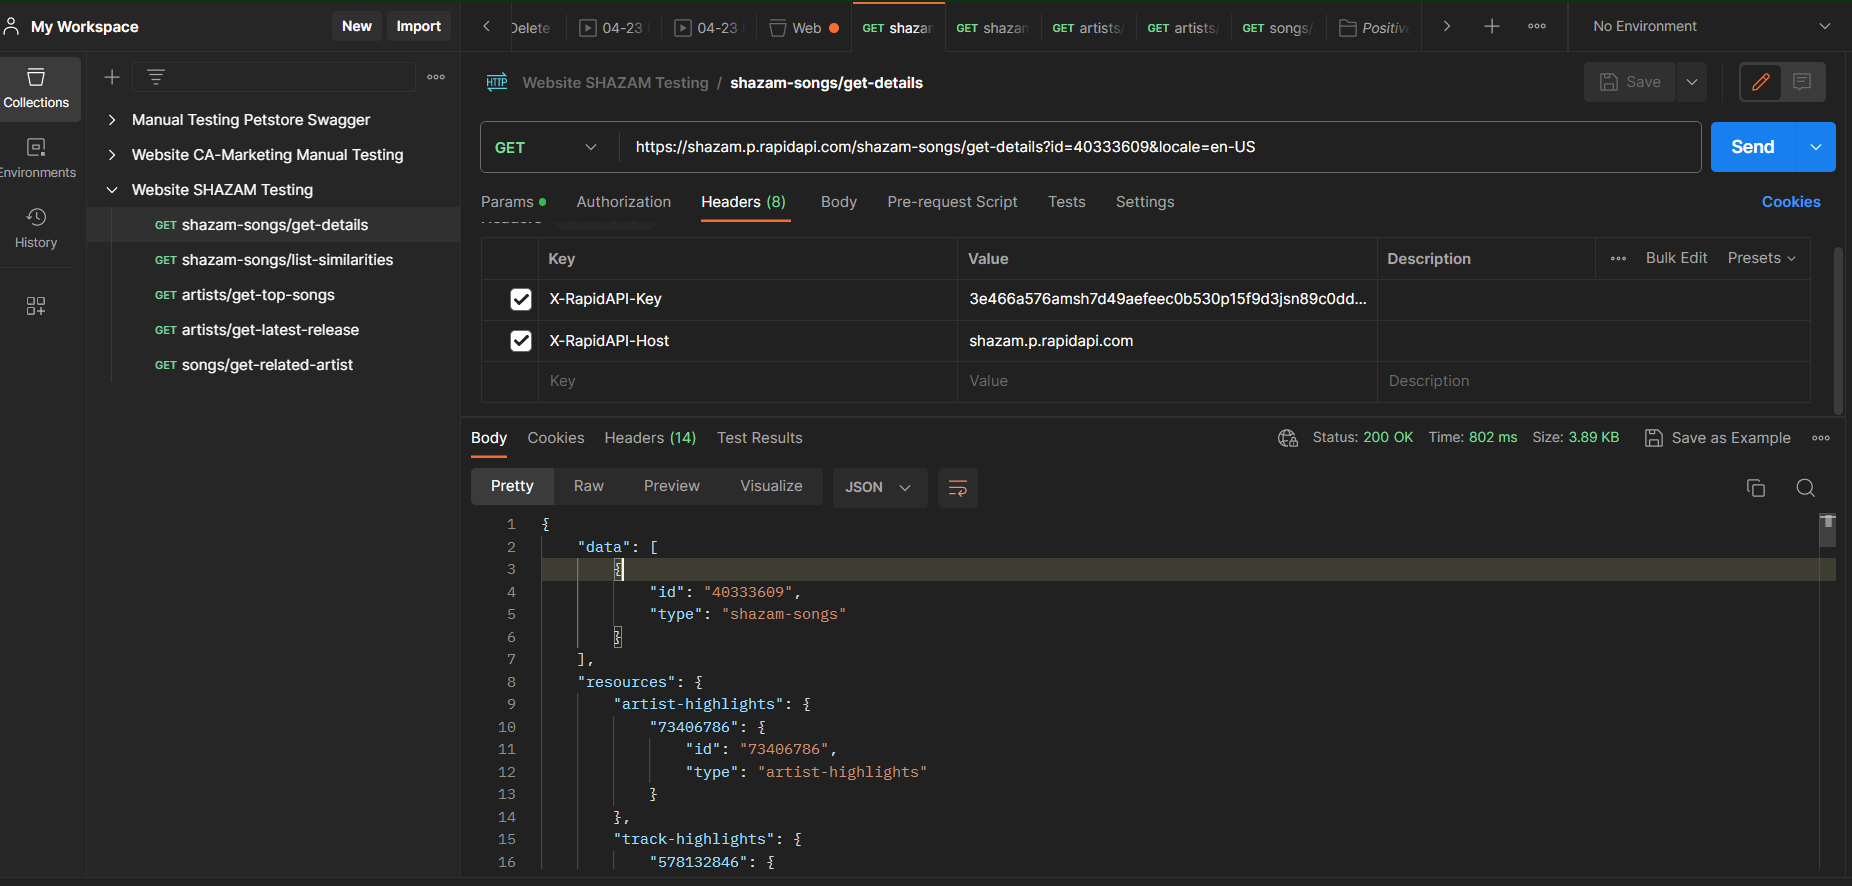 My Workspace
New
Import
Delete
04-23
04-23
Web
GET shazam
GET shazam
GET artists/
GET artists/
GET songs/
Positive
No Environment
Collections
Environments
History
Manual Testing Petstore Swagger
Website CA-Marketing Manual Testing
Website SHAZAM Testing
GET shazam-songs/get-details
GET shazam-songs/list-similarities
GET artists/get-top-songs
GET artists/get-latest-release
GET songs/get-related-artist
HTTP Website SHAZAM Testing / shazam-songs/get-details
Save
GET https://shazam.p.rapidapi.com/shazam-songs/get-details?id=40333609&locale=en-US
Send
Params Authorization Headers (8) Body Pre-request Script Tests Settings Cookies
Headers
Key Value Description ••• Bulk Edit Presets
X-RapidAPI-Key 3e466a576amsh7d49aefeec0b530p15f9d3jsn89c0dd...
X-RapidAPI-Host shazam.p.rapidapi.com
Key Value Description
Body Cookies Headers (14) Test Results
Status: 200 OK Time: 802 ms Size: 3.89 KB Save as Example
Pretty Raw Preview Visualize JSON
1 {
2 "data": [
3 {
4 "id": "40333609",
5 "type": "shazam-songs"
6 }
7 ],
8 "resources": {
9 "artist-highlights": {
10 "73406786": {
11 "id": "73406786",
12 "type": "artist-highlights"
13 }
14 },
15 "track-highlights": {
16 "578132846": {